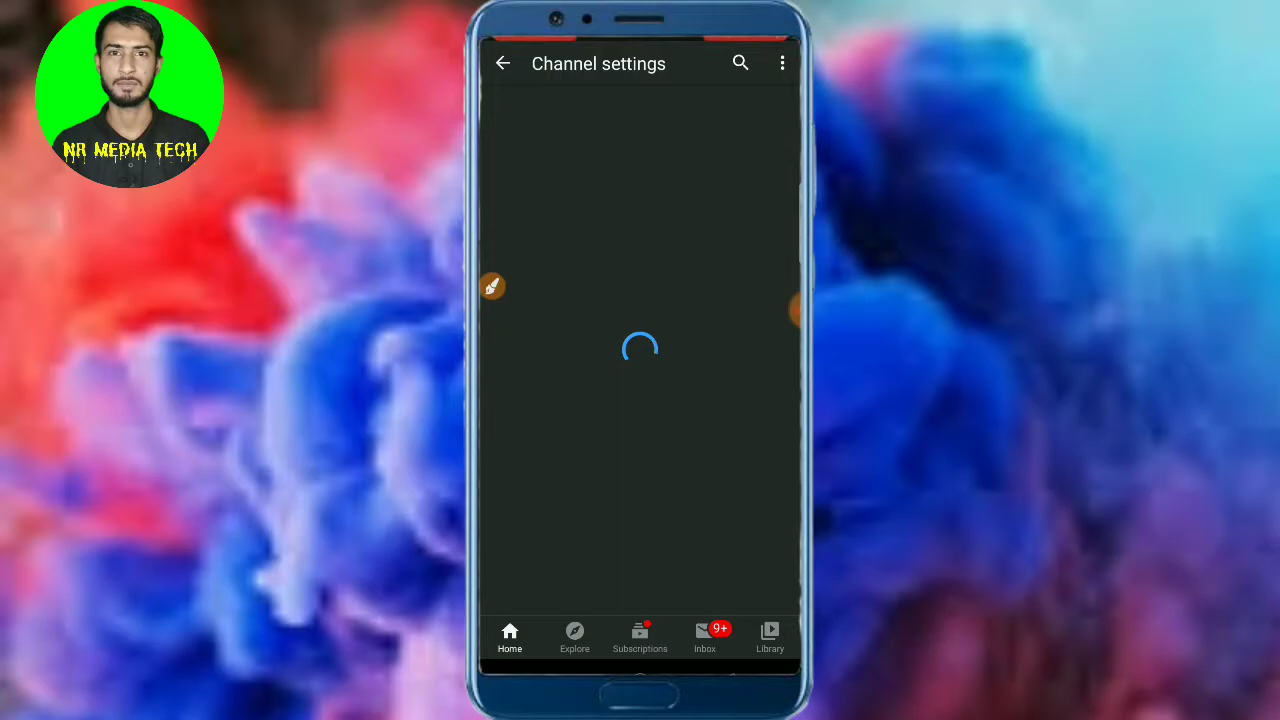 NR MEDIA TECH
Channel settings
9+
Home
Explore
Subscriptions
Inbox
Library